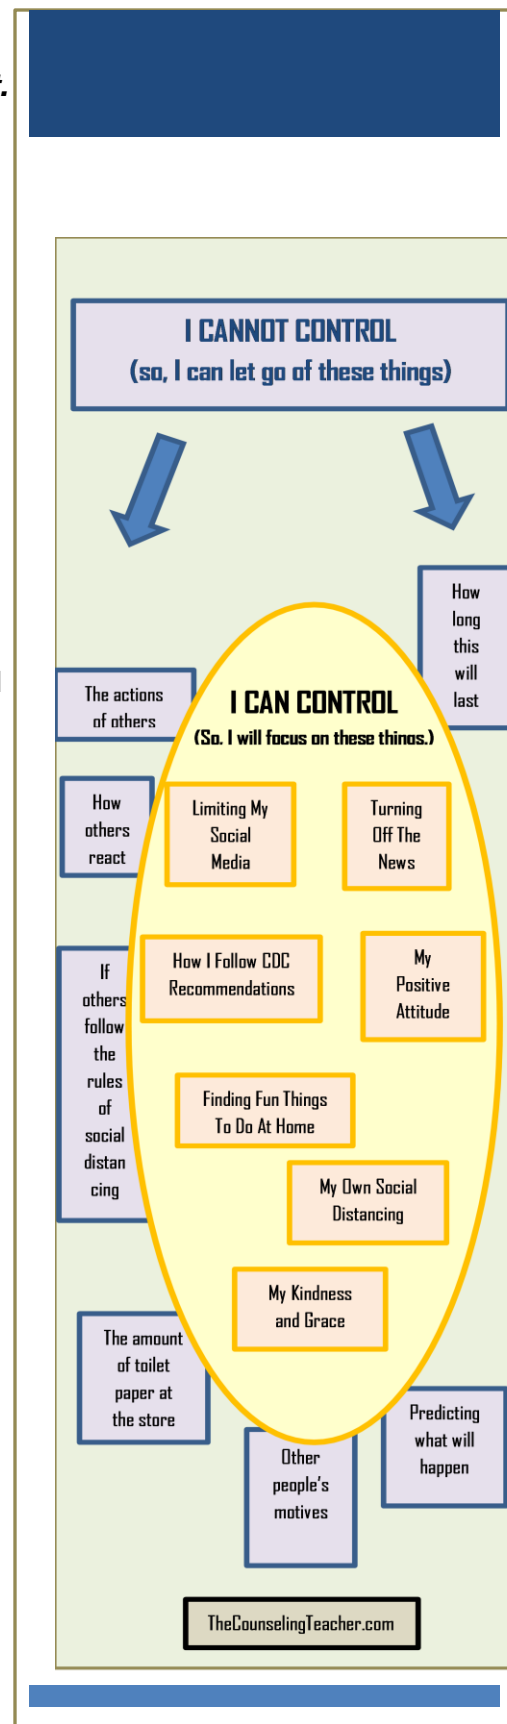 t.
I CANNOT CONTROL
(so, I can let go of these things)
How
long
this
will
last
The actions
of others
I CAN CONTROL
(So. I will focus on these things.)
How
others
react
Limiting My
Social
Media
Turning
Off The
News
How I Follow CDC
Recommendations
My
Positive
Attitude
If
others
follow
the
rules
of
social
distan
cing
Finding Fun Things
To Do At Home
My Own Social
Distancing
My Kindness
and Grace
The amount
of toilet
paper at
the store
Predicting
what will
happen
Other
people's
motives
TheCounselingTeacher.com